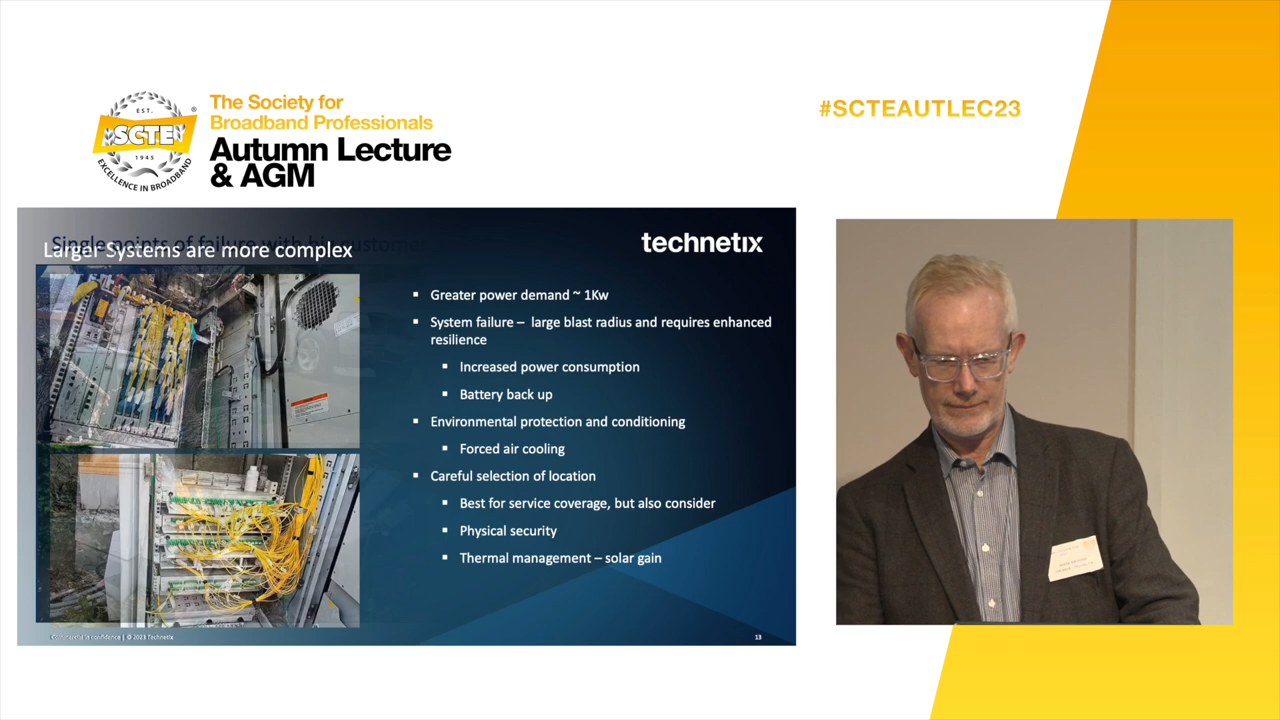 EST.
SCTE
®
1945
EXCELLENCE IN BROADBAND
The Society for
Broadband Professionals
Autumn Lecture
& AGM
#SCTEAUTLEC23
Single points of failure with big
Larger Systems are more complex
technetix
▪ Greater power demand ~ 1Kw
▪ System failure – large blast radius and requires enhanced
resilience
▪ Increased power consumption
▪ Battery back up
▪ Environmental protection and conditioning
▪ Forced air cooling
▪ Careful selection of location
▪ Best for service coverage, but also consider
▪ Physical security
▪ Thermal management – solar gain
Commercial in confidence | © 2023 Technetix
13